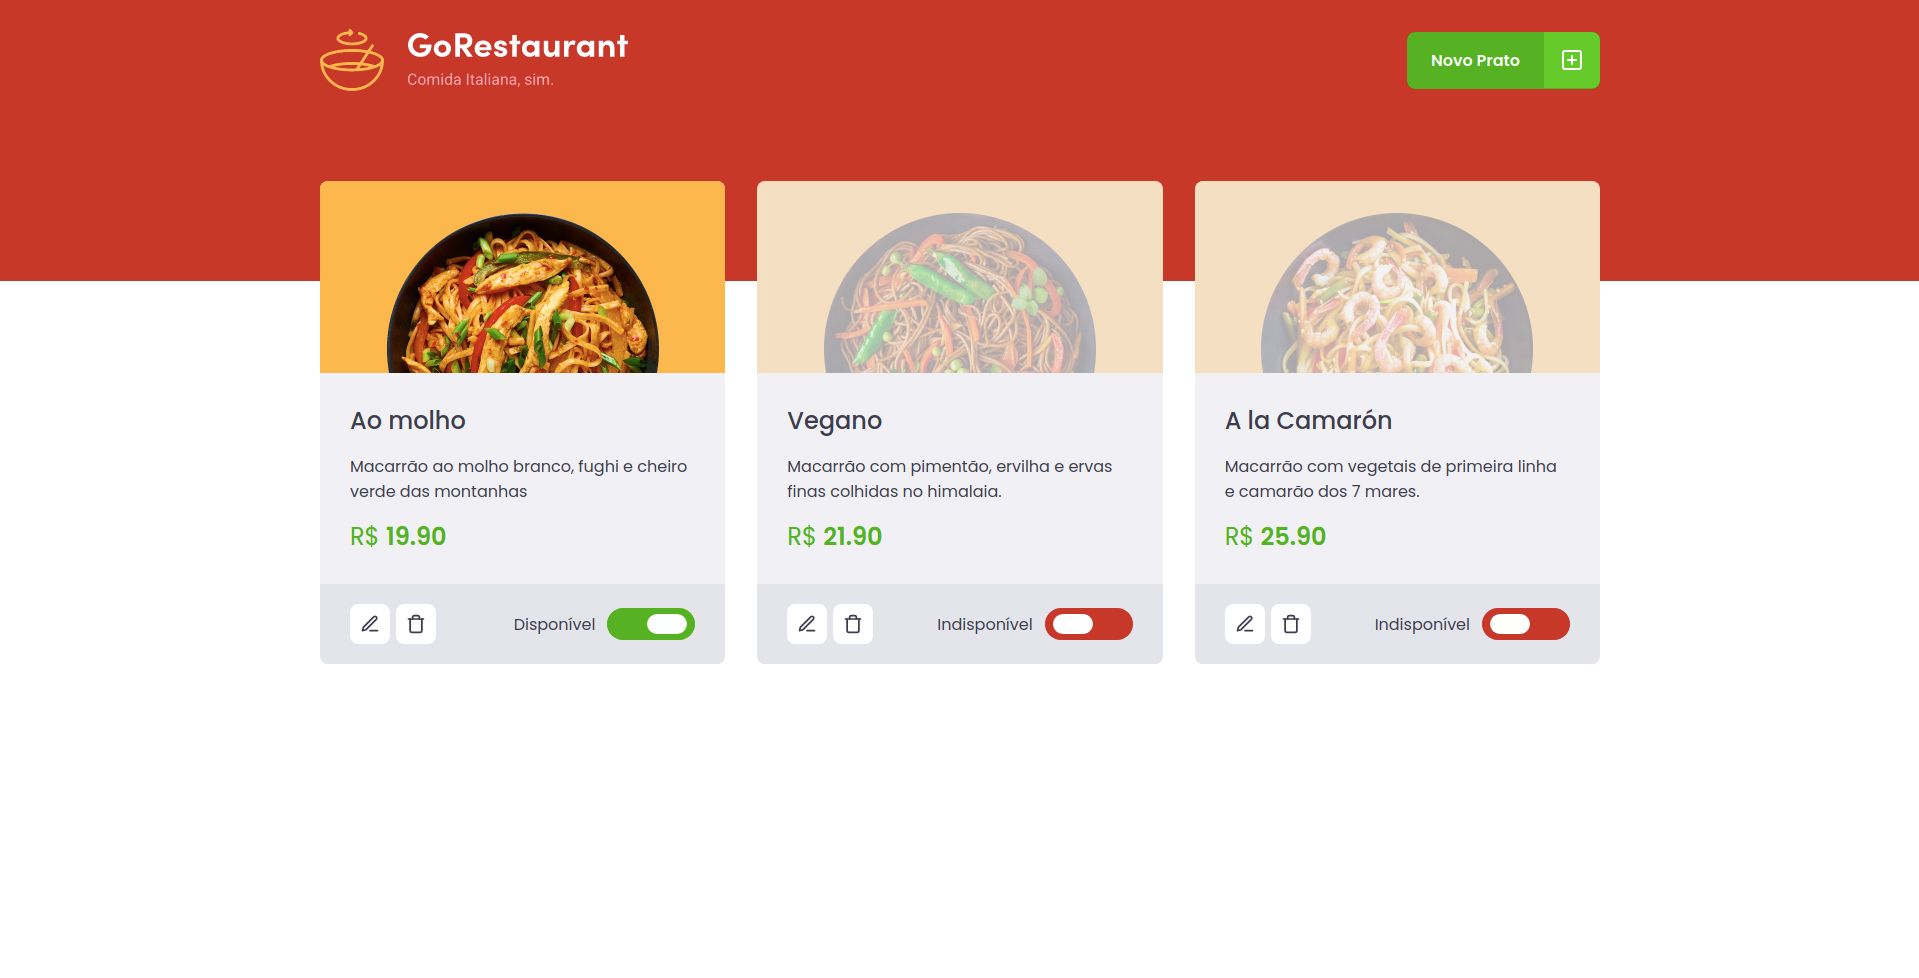 GoRestaurant
Comida Italiana, sim.
Novo Prato
Ao molho
Macarrão ao molho branco, fughi e cheiro
verde das montanhas
R$ 19.90
Disponível
Vegano
Macarrão com pimentão, ervilha e ervas
finas colhidas no himalaia.
R$ 21.90
Indisponível
A la Camarón
Macarrão com vegetais de primeira linha
e camarão dos 7 mares.
R$ 25.90
Indisponível